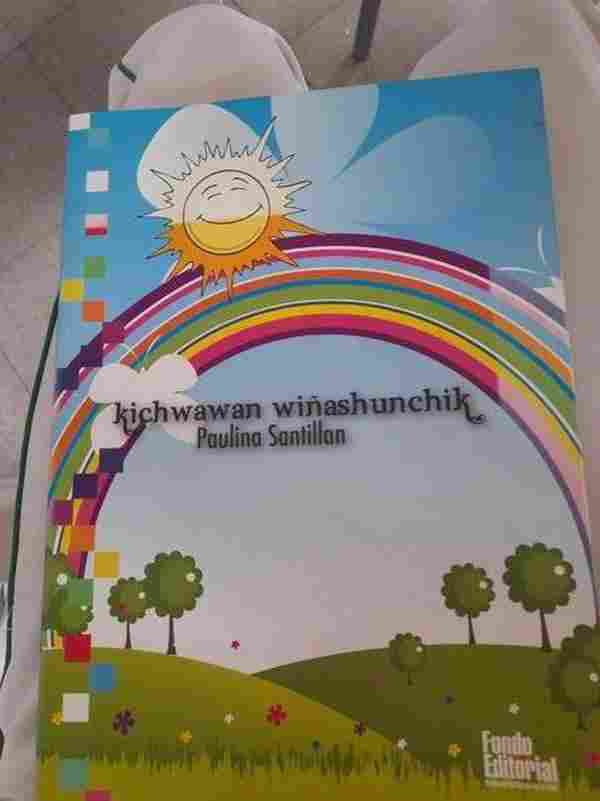 kichwawan wiñashunchik
Paulina Santillan
Fondo
Editorial